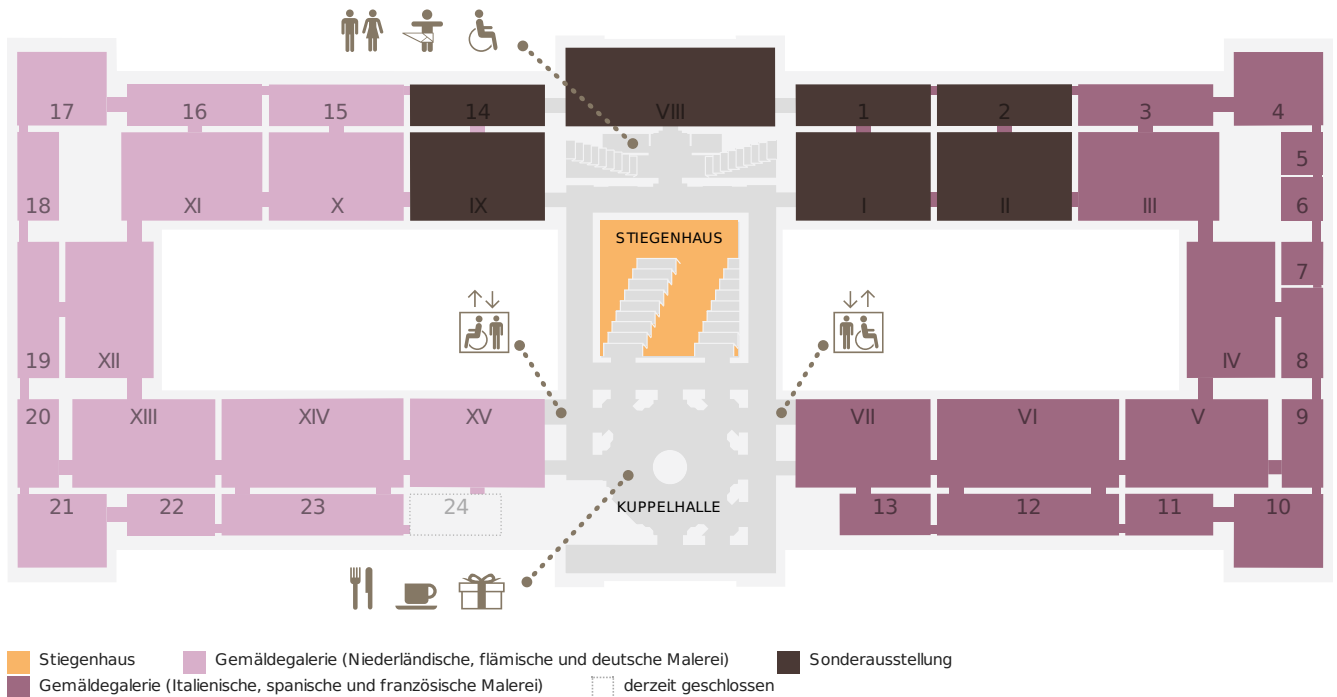 17 16 15 14 VIII 1 2 3 4
5
18 XI X IX I II III 6
STIEGENHAUS
7
19 XII IV 8
20 XIII XIV XV VII VI V 9
21 22 23 24 KUPPELHALLE 13 12 11 10
Stiegenhaus Gemäldegalerie (Niederländische, flämische und deutsche Malerei) Sonderausstellung
Gemäldegalerie (Italienische, spanische und französische Malerei) derzeit geschlossen